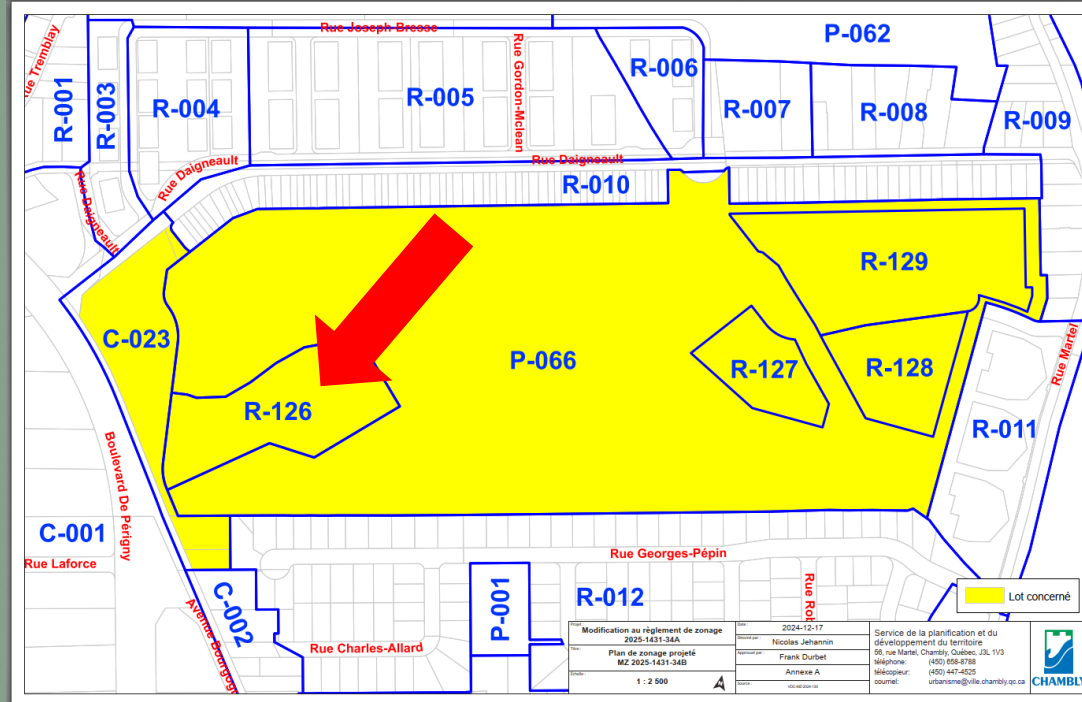 Rue Joseph-Bresse
P-062
Rue Tremblay
Rue Gordon-Mclean
R-006
R-001
R-003
R-004
R-005
R-007
R-008
R-009
Rue Daigneault
Rue Daigneault
Rue Daigneault
R-010
R-129
C-023
P-066
R-127
R-128
Rue Martel
R-126
R-011
Boulevard De Périgny
C-001
Rue Laforce
Rue Georges-Pépin
C-002
P-001
R-012
Rue Rob
Lot concerné
Avenue Bourgogn
Rue Charles-Allard
Projet:
Modification au règlement de zonage
2025-1431-34A
Titre:
Plan de zonage projeté
MZ 2025-1431-34B
Échelle:
1 : 2 500
Date:
2024-12-17
Dessiné par:
Nicolas Jehannin
Approuvé par:
Frank Durbet
Annexe A
Source:
Service de la planification et du
développement du territoire
56, rue Martel, Chambly, Québec, J3L 1V3
téléphone: (450) 658-8788
télécopieur: (450) 447-4525
courriel: urbanisme@ville.chambly.qc.ca
CHAMBLY